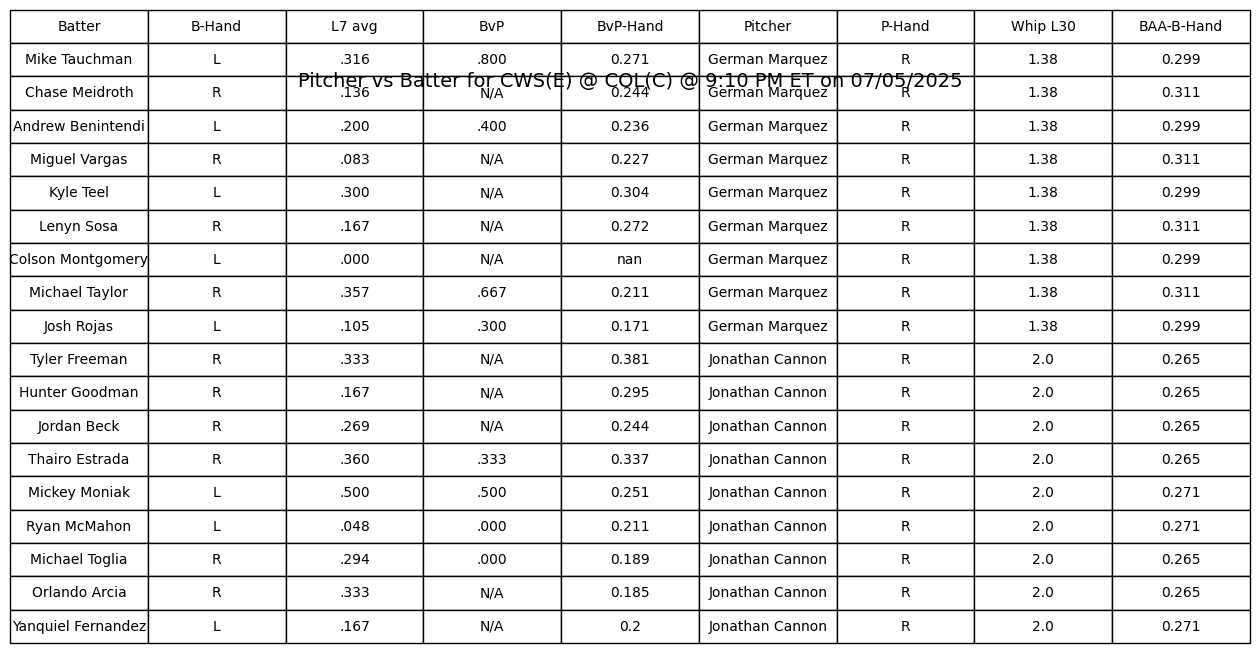 Batter B-Hand L7 avg BvP BvP-Hand Pitcher P-Hand Whip L30 BAA-B-Hand
Mike Tauchman L .316 .800 0.271 German Marquez R 1.38 0.299
Pitcher vs Batter for CWS(E) @ COL(C) @ 9:10 PM ET on 07/05/2025
Chase Meidroth R .136 N/A 0.244 German Marquez R 1.38 0.311
Andrew Benintendi L .200 .400 0.236 German Marquez R 1.38 0.299
Miguel Vargas R .083 N/A 0.227 German Marquez R 1.38 0.311
Kyle Teel L .300 N/A 0.304 German Marquez R 1.38 0.299
Lenyn Sosa R .167 N/A 0.272 German Marquez R 1.38 0.311
Colson Montgomery L .000 N/A nan German Marquez R 1.38 0.299
Michael Taylor R .357 .667 0.211 German Marquez R 1.38 0.311
Josh Rojas L .105 .300 0.171 German Marquez R 1.38 0.299
Tyler Freeman R .333 N/A 0.381 Jonathan Cannon R 2.0 0.265
Hunter Goodman R .167 N/A 0.295 Jonathan Cannon R 2.0 0.265
Jordan Beck R .269 N/A 0.244 Jonathan Cannon R 2.0 0.265
Thairo Estrada R .360 .333 0.337 Jonathan Cannon R 2.0 0.265
Mickey Moniak L .500 .500 0.251 Jonathan Cannon R 2.0 0.271
Ryan McMahon L .048 .000 0.211 Jonathan Cannon R 2.0 0.271
Michael Toglia R .294 .000 0.189 Jonathan Cannon R 2.0 0.265
Orlando Arcia R .333 N/A 0.185 Jonathan Cannon R 2.0 0.265
Yanquiel Fernandez L .167 N/A 0.2 Jonathan Cannon R 2.0 0.271